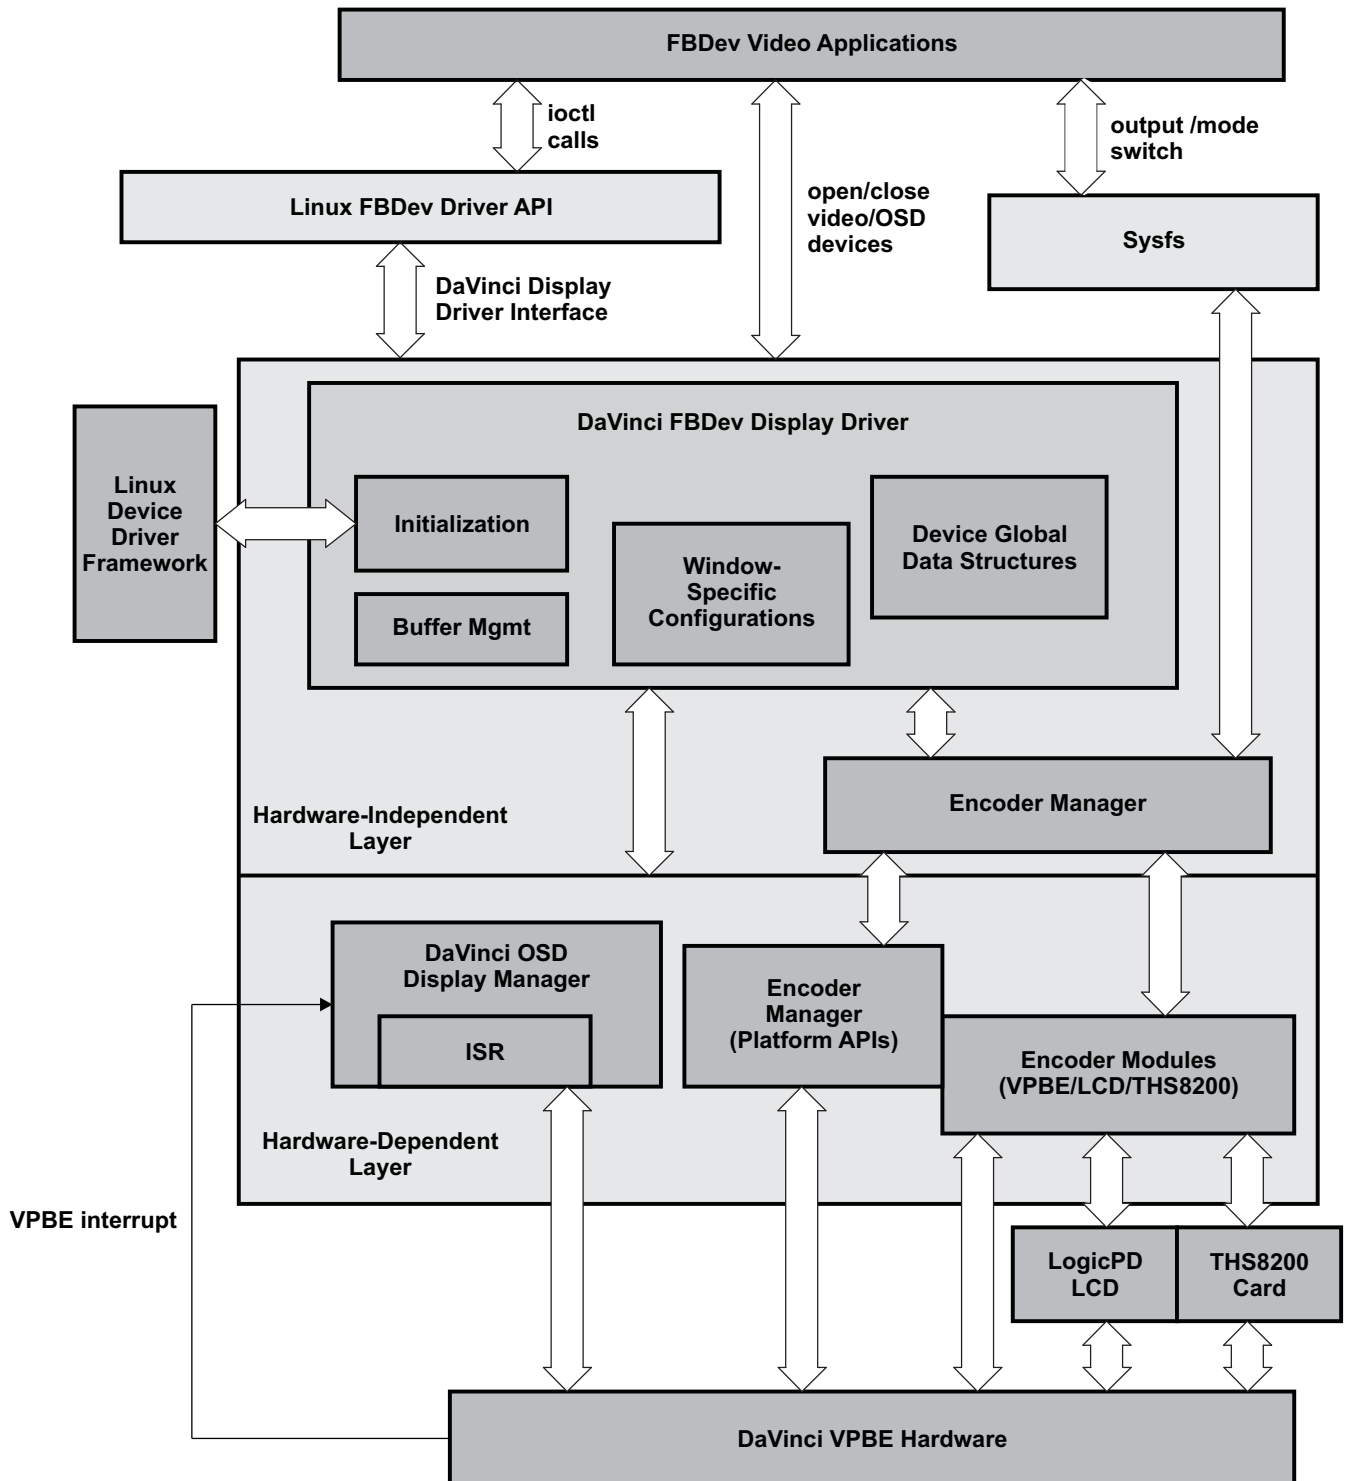 FBDev Video Applications
ioctl
calls
output /mode
switch
Linux FBDev Driver API
open/close
video/OSD
devices
Sysfs
DaVinci Display
Driver Interface
DaVinci FBDev Display Driver
Linux
Device
Driver
Framework
Initialization
Device Global
Data Structures
Window-
Specific
Configurations
Buffer Mgmt
Encoder Manager
Hardware-Independent
Layer
DaVinci OSD
Display Manager
ISR
Encoder
Manager
(Platform APIs)
Encoder Modules
(VPBE/LCD/THS8200)
Hardware-Dependent
Layer
VPBE interrupt
LogicPD
LCD
THS8200
Card
DaVinci VPBE Hardware